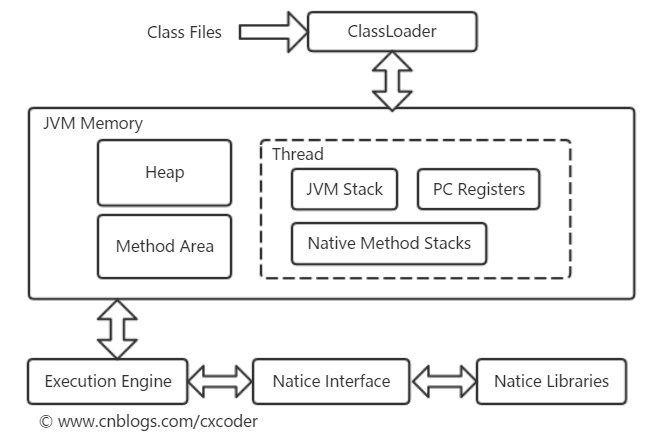 Class Files
ClassLoader
JVM Memory
Heap
Method Area
Thread
JVM Stack
PC Registers
Native Method Stacks
Execution Engine
Natice Interface
Natice Libraries
© www.cnblogs.com/cxcoder